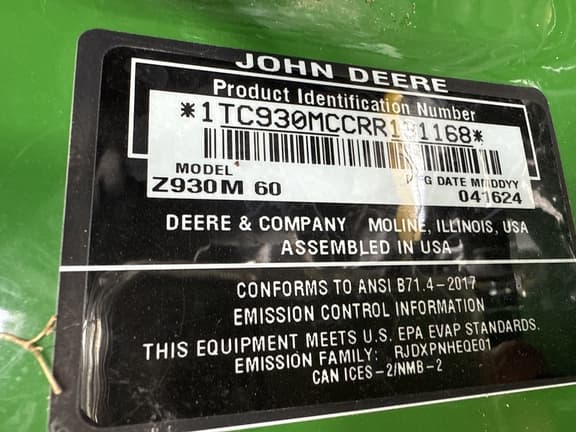 JOHN DEERE
Product Identification Number
*1TC930MCCRR131168*
MODEL
Z930M 60
MFG DATE MMDDYY
041624
DEERE & COMPANY MOLINE, ILLINOIS, USA
ASSEMBLED IN USA
CONFORMS TO ANSI B71.4-2017
EMISSION CONTROL INFORMATION
THIS EQUIPMENT MEETS U.S. EPA EVAP STANDARDS.
EMISSION FAMILY: RJDXPNHEQE01
CAN ICES-2/NMB-2